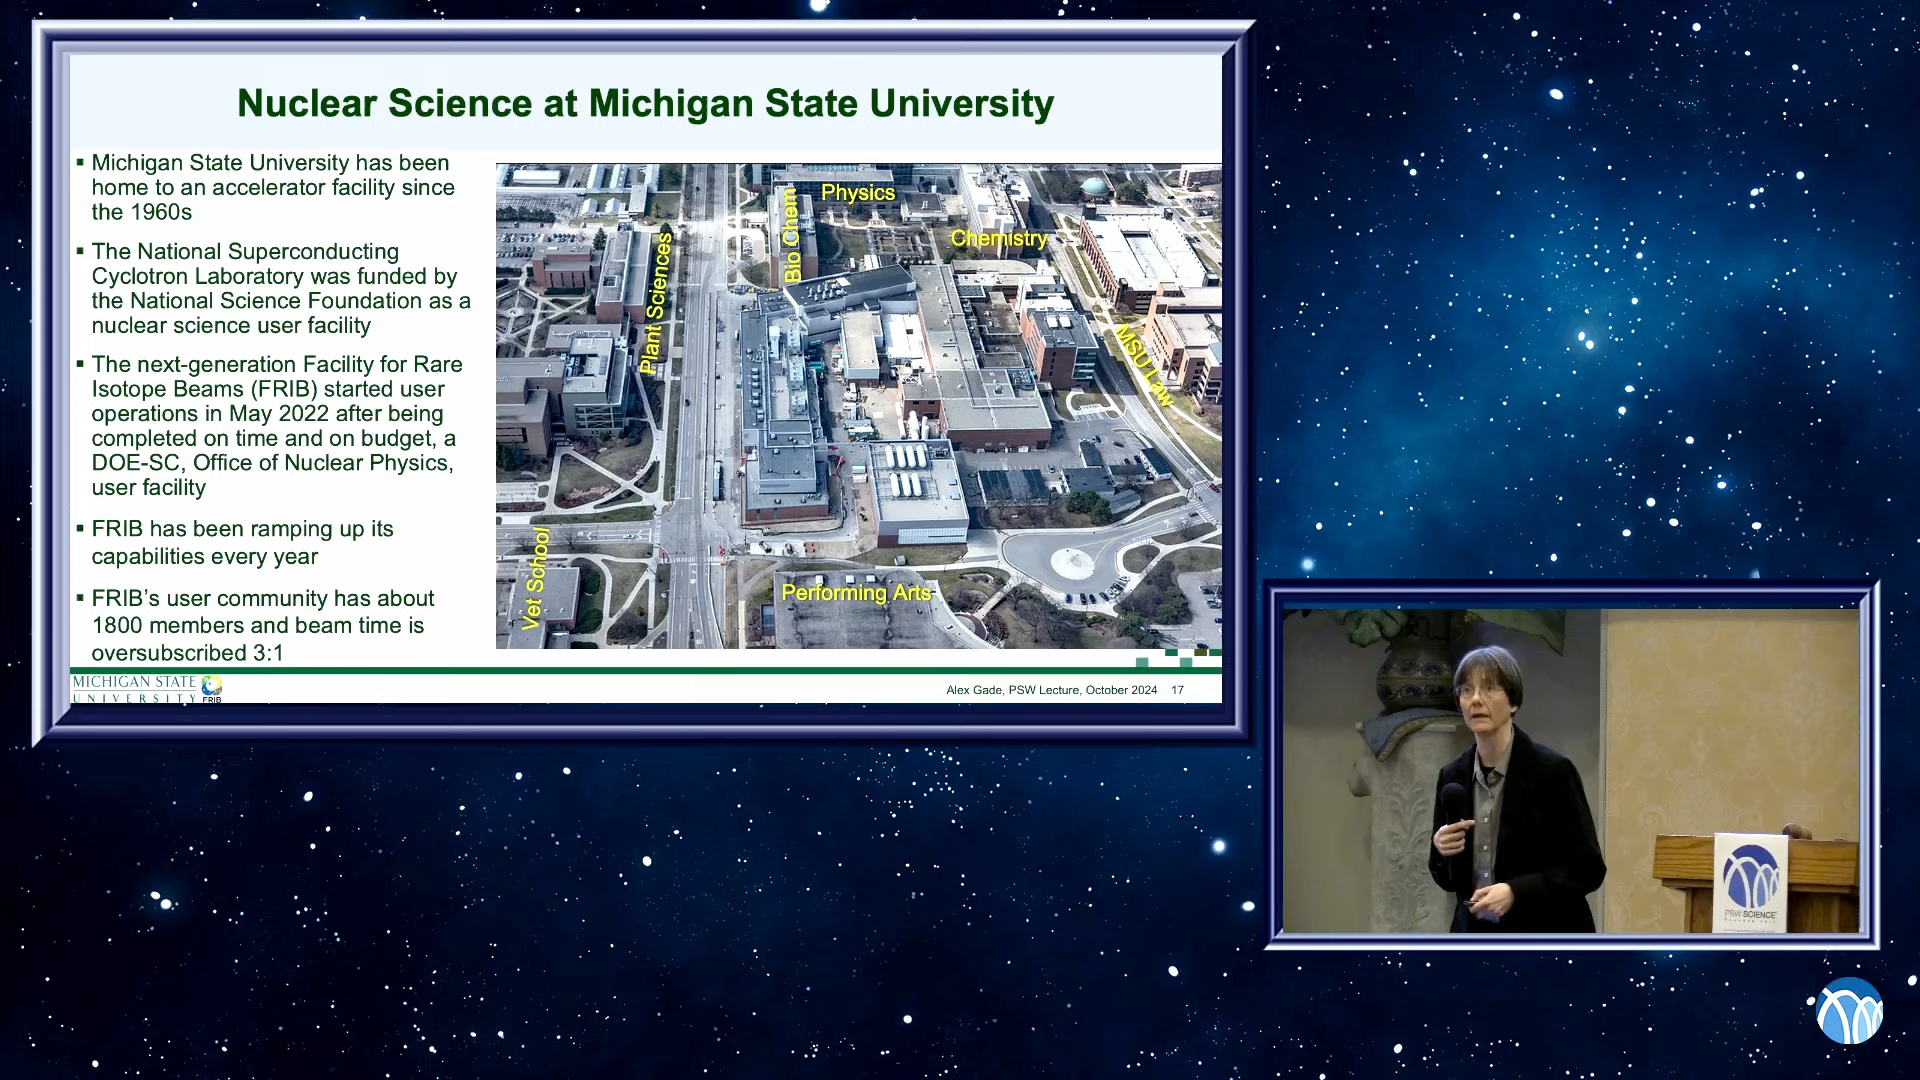 Nuclear Science at Michigan State University
▪ Michigan State University has been
home to an accelerator facility since
the 1960s
▪ The National Superconducting
Cyclotron Laboratory was funded by
the National Science Foundation as a
nuclear science user facility
▪ The next-generation Facility for Rare
Isotope Beams (FRIB) started user
operations in May 2022 after being
completed on time and on budget, a
DOE-SC, Office of Nuclear Physics,
user facility
▪ FRIB has been ramping up its
capabilities every year
▪ FRIB’s user community has about
1800 members and beam time is
oversubscribed 3:1
Physics
Bio Chem
Chemistry
Plant Sciences
MSU Law
Vet School
Performing Arts
MICHIGAN STATE
UNIVERSITY
FRIB
Alex Gade, PSW Lecture, October 2024 17
PSW SCIENCE